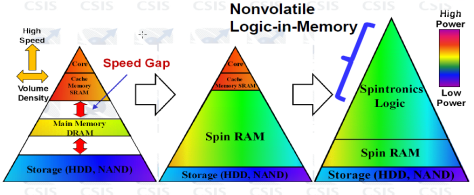 CSIS CSIS CSIS CSIS CSIS
Nonvolatile
Logic-in-Memory
High
Speed
Volume
Density
Speed Gap
Core
Cache
Memory
SRAM
Main Memory
DRAM
Storage (HDD, NAND)
Core
Cache
Memory SRAM
Spin RAM
Storage (HDD, NAND)
Spintronics
Logic
Spin RAM
Storage (HDD, NAND)
High
Power
Low
Power